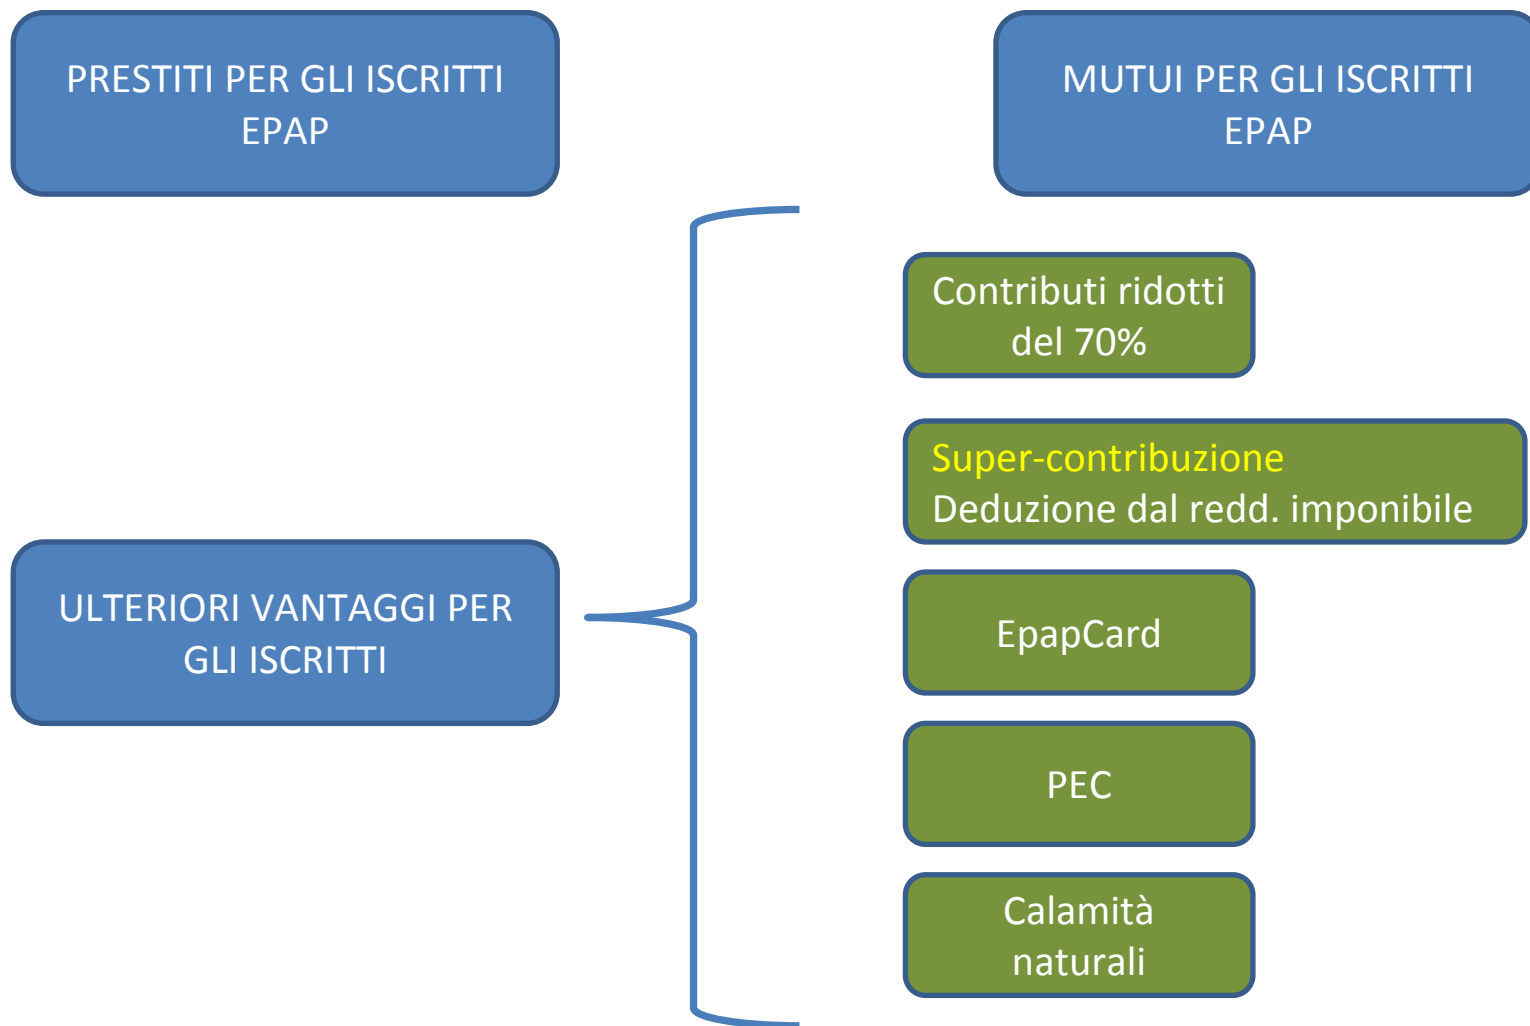 PRESTITI PER GLI ISCRITTI
EPAP
MUTUI PER GLI ISCRITTI
EPAP
ULTERIORI VANTAGGI PER
GLI ISCRITTI
Contributi ridotti
del 70%
Super-contribuzione
Deduzione dal redd. imponibile
EpapCard
PEC
Calamità
naturali